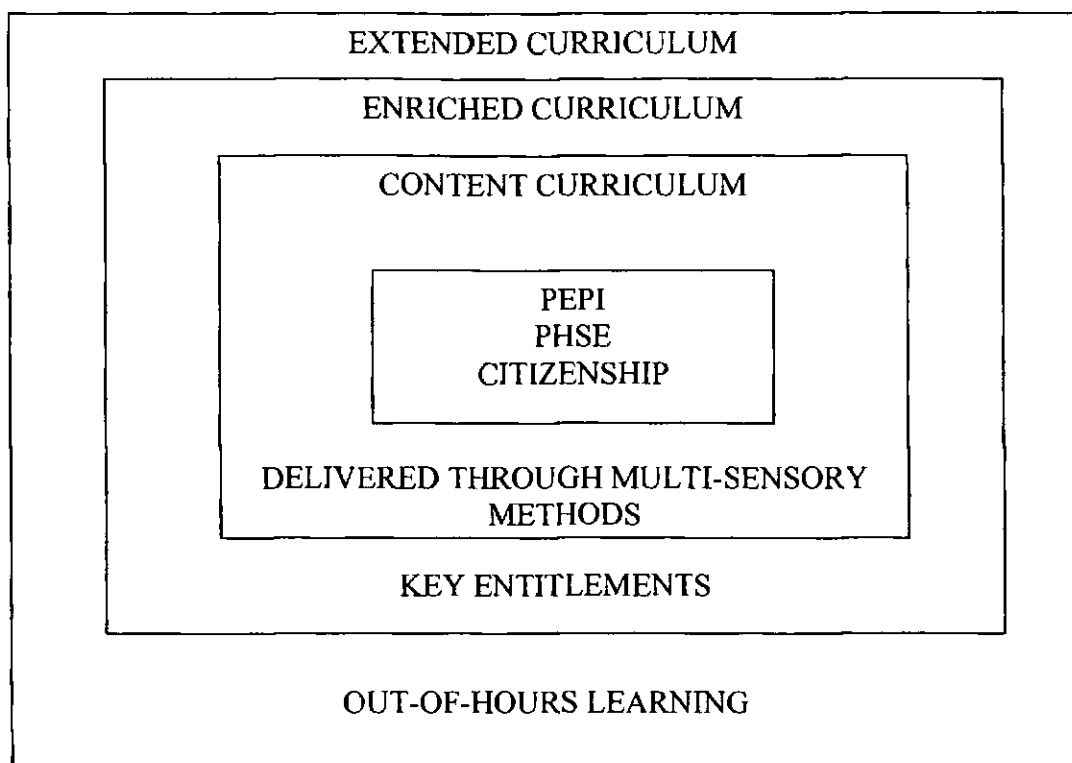 EXTENDED CURRICULUM
ENRICHED CURRICULUM
CONTENT CURRICULUM
PEPI
PHSE
CITIZENSHIP
DELIVERED THROUGH MULTI-SENSORY
METHODS
KEY ENTITLEMENTS
OUT-OF-HOURS LEARNING